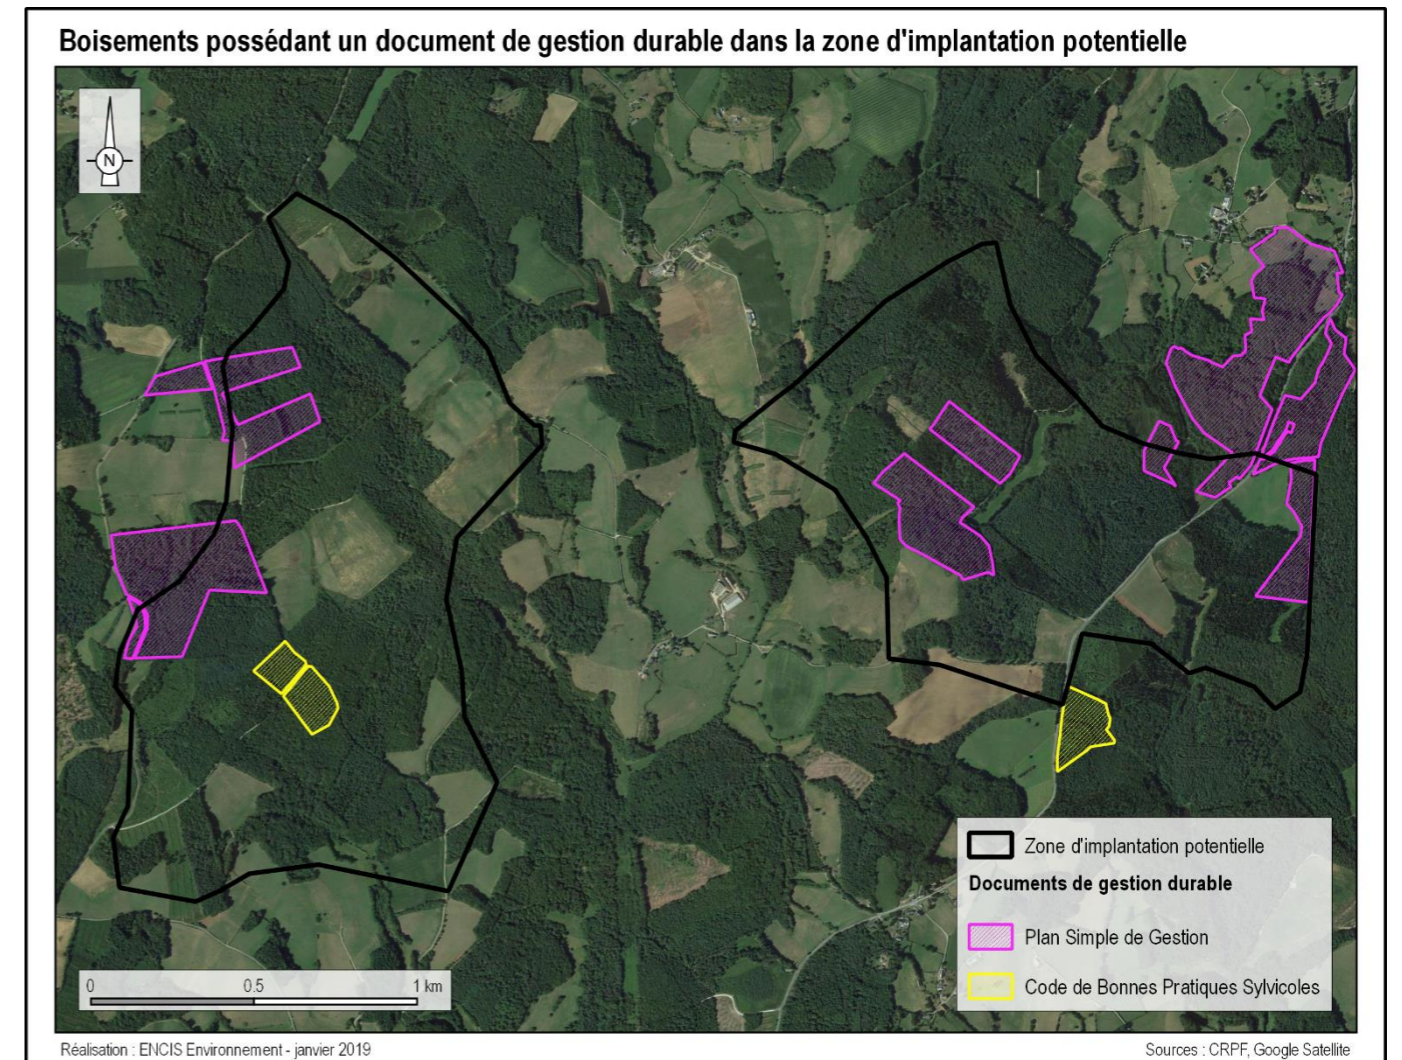 Boisements possédant un document de gestion durable dans la zone d'implantation potentielle
N
Zone d'implantation potentielle
Documents de gestion durable
Plan Simple de Gestion
Code de Bonnes Pratiques Sylvicoles
0 0.5 1 km
Réalisation : ENCIS Environnement - janvier 2019
Sources : CRPF, Google Satellite